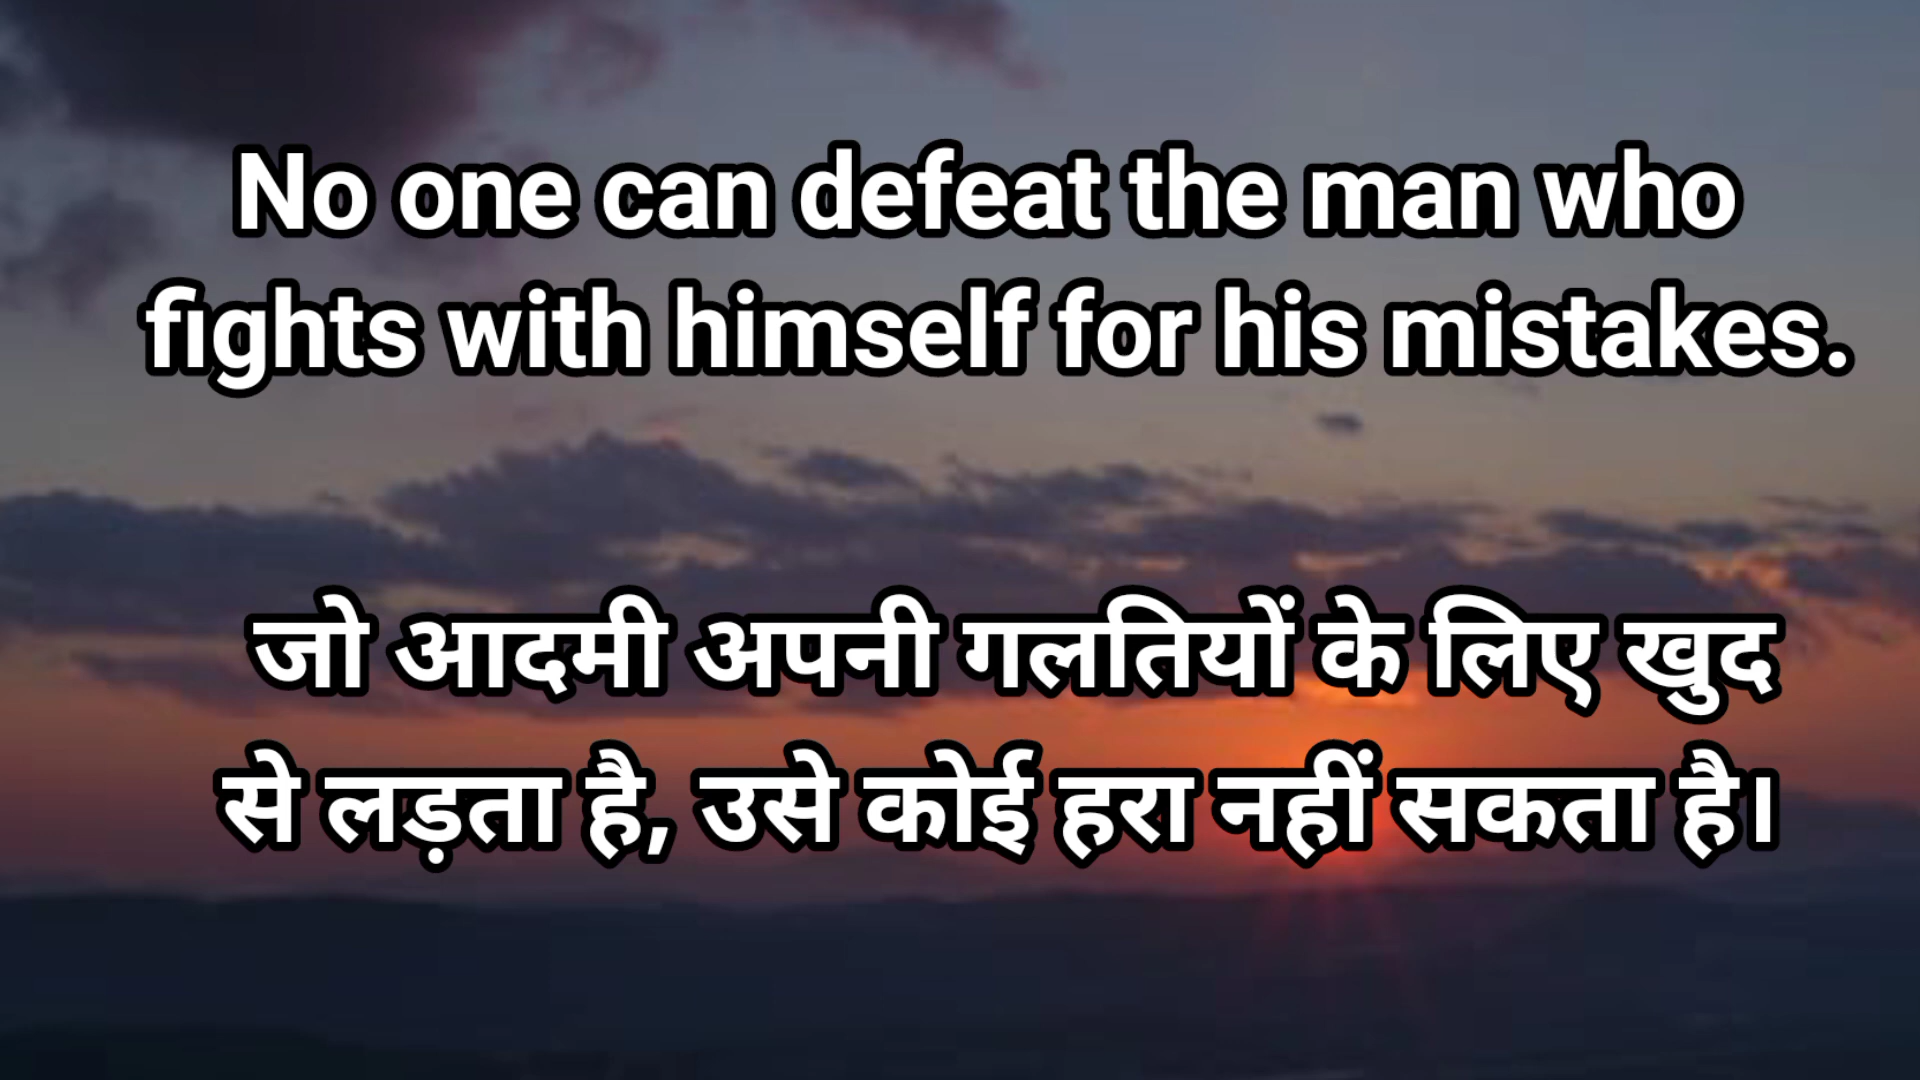 No one can defeat the man who
fights with himself for his mistakes.
जो आदमी अपनी गलतियों के लिए खुद
से लड़ता है, उसे कोई हरा नहीं सकता है।